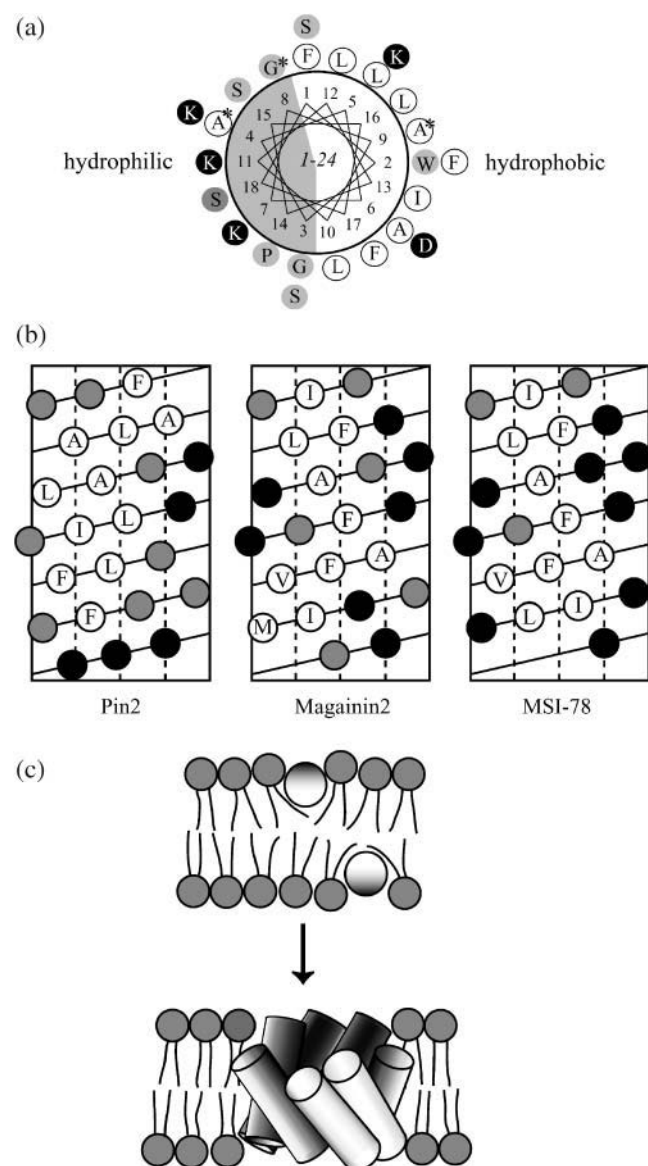 (a)
S
F L L K
G* L
S L
K A* A*
8 1 12 5
15 16
4 9
hydrophilic K 11 1-24 2 W F hydrophobic
18 13
S 7 6 I
K 14 3 10 17 A D
P G L F
S
(b)
F
A L A
L A
I L
F L
F
Pin2
I
L F
A
F
V F A
M I
Magainin2
I
L F
A
F
V F A
L I
MSI-78
(c)